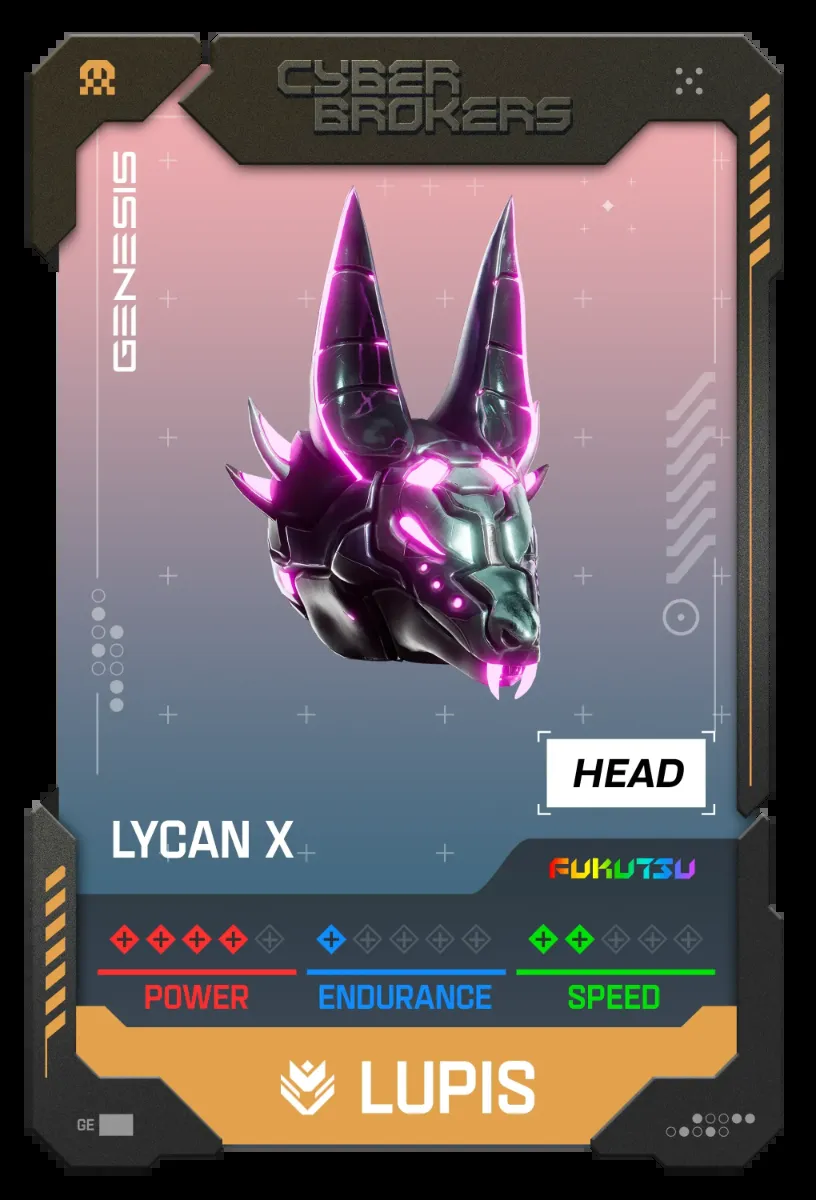 CYBER
BROKERS
GENESIS
HEAD
LYCAN X
FUKUTSU
POWER
ENDURANCE
SPEED
LUPIS
GE